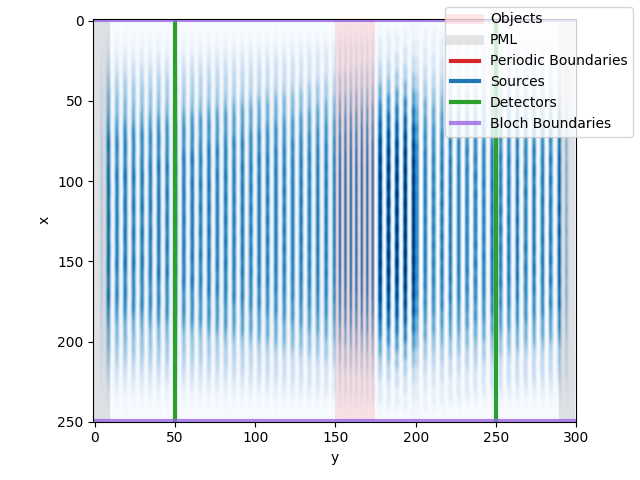 Objects
PML
Periodic Boundaries
Sources
Detectors
Bloch Boundaries
0
50
100
150
200
250
x
0 50 100 150 200 250 300
y